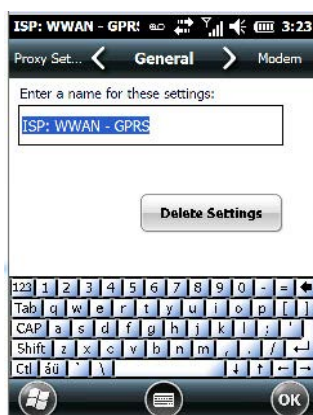 ISP: WWAN - GPR 3:23
Proxy Set... General Modem
Enter a name for these settings:
ISP: WWAN - GPRS
Delete Settings
123 1 2 3 4 5 6 7 8 9 0 - =
Tab q w e r t y u i o p [ ]
CAP a s d f g h j k l ; '
Shift z x c v b n m , . /
Ctl áü ` \
OK